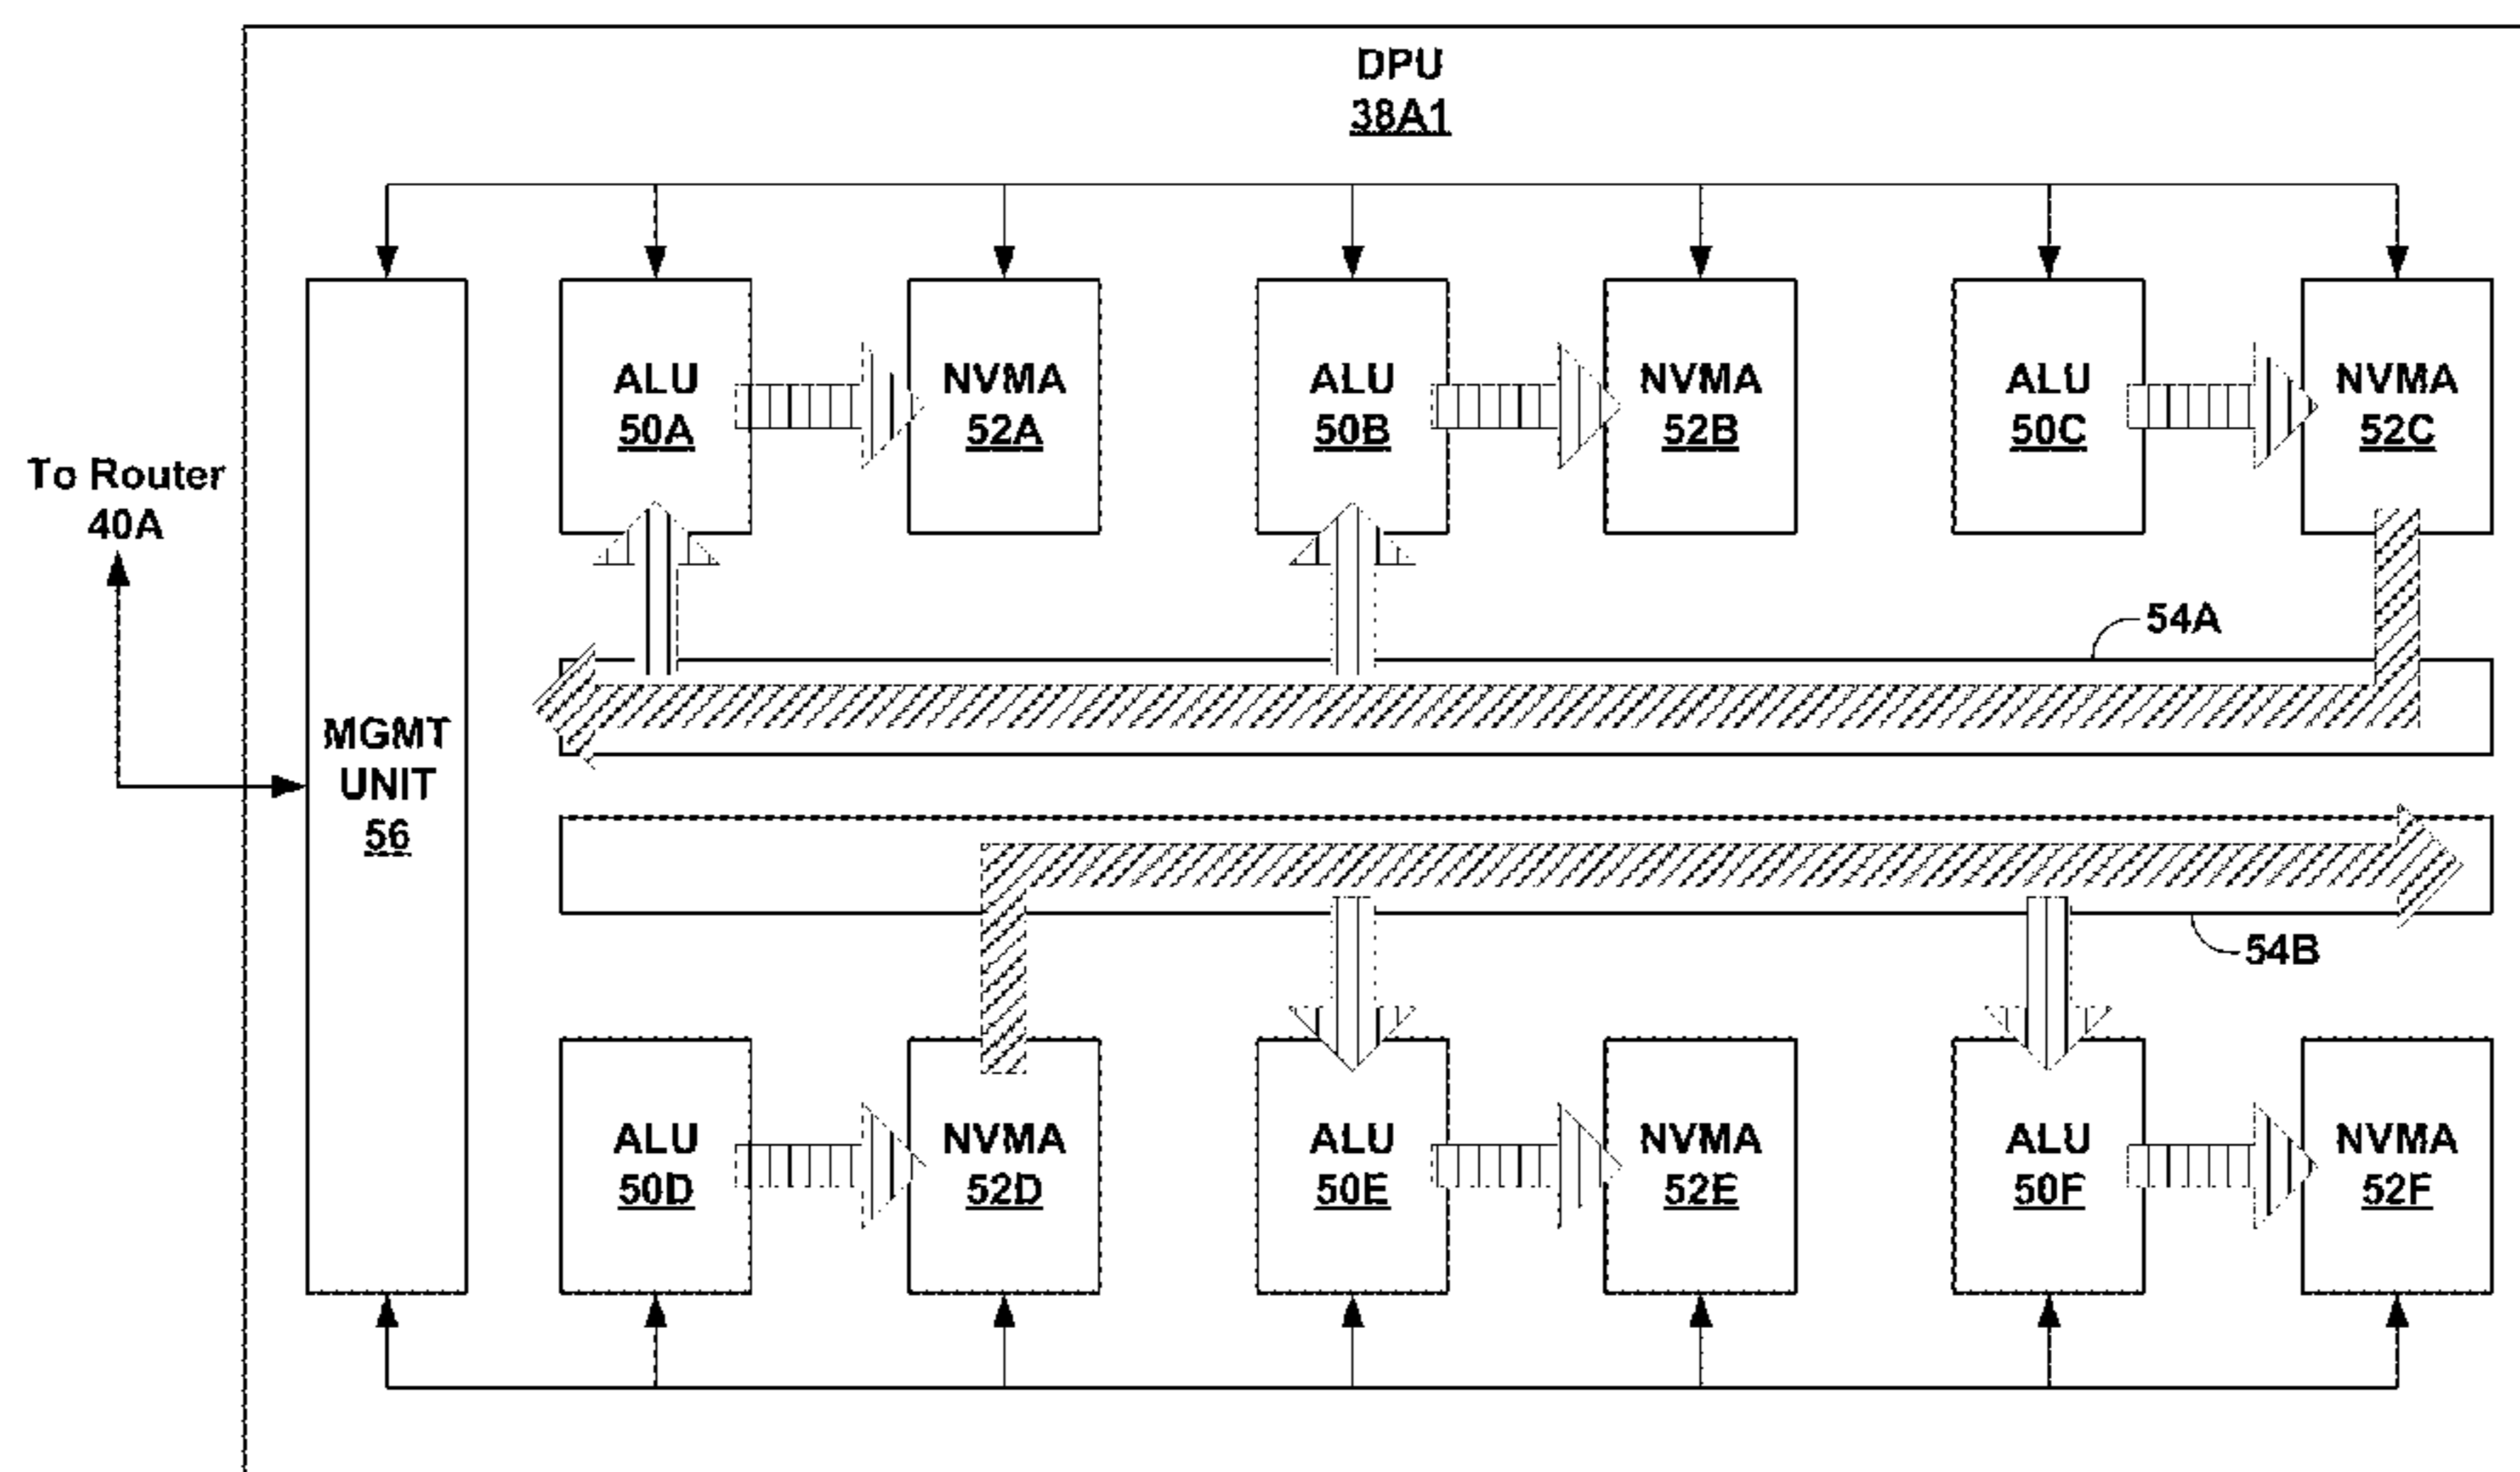 DPU
38A1
ALU
50A
NVMA
52A
ALU
50B
NVMA
52B
ALU
50C
NVMA
52C
To Router
40A
54A
MGMT
UNIT
56
54B
ALU
50D
NVMA
52D
ALU
50E
NVMA
52E
ALU
50F
NVMA
52F